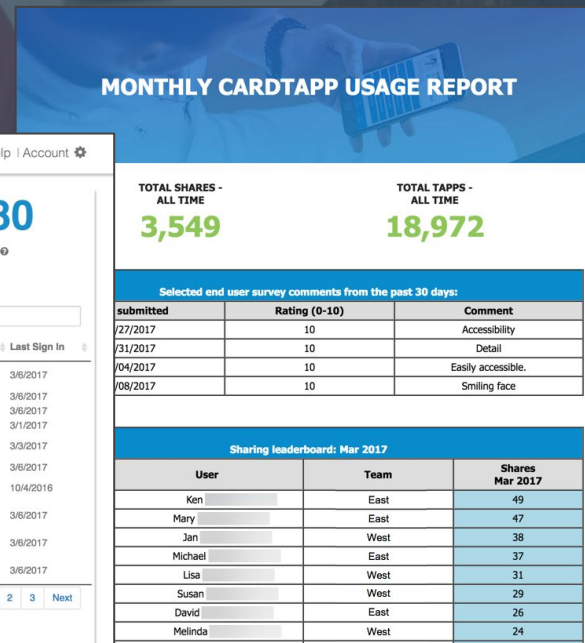 MONTHLY CARDTAPP USAGE REPORT
lp | Account
30
Last Sign In
3/6/2017
3/6/2017
3/6/2017
3/1/2017
3/3/2017
3/6/2017
10/4/2016
3/6/2017
3/6/2017
3/6/2017
2 3 Next
TOTAL SHARES - TOTAL TAPPS -
ALL TIME ALL TIME
3,549 18,972
Selected end user survey comments from the past 30 days:
submitted Rating (0-10) Comment
/27/2017 10 Accessibility
/31/2017 10 Detail
/04/2017 10 Easily accessible.
/08/2017 10 Smiling face
Sharing leaderboard: Mar 2017
User Team Shares
Mar 2017
Ken East 49
Mary East 47
Jan West 38
Michael East 37
Lisa West 31
Susan West 29
David East 26
Melinda West 24